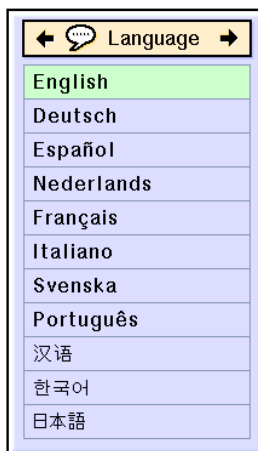 Language
English
Deutsch
Español
Nederlands
Français
Italiano
Svenska
Português
汉语
한국어
日本語